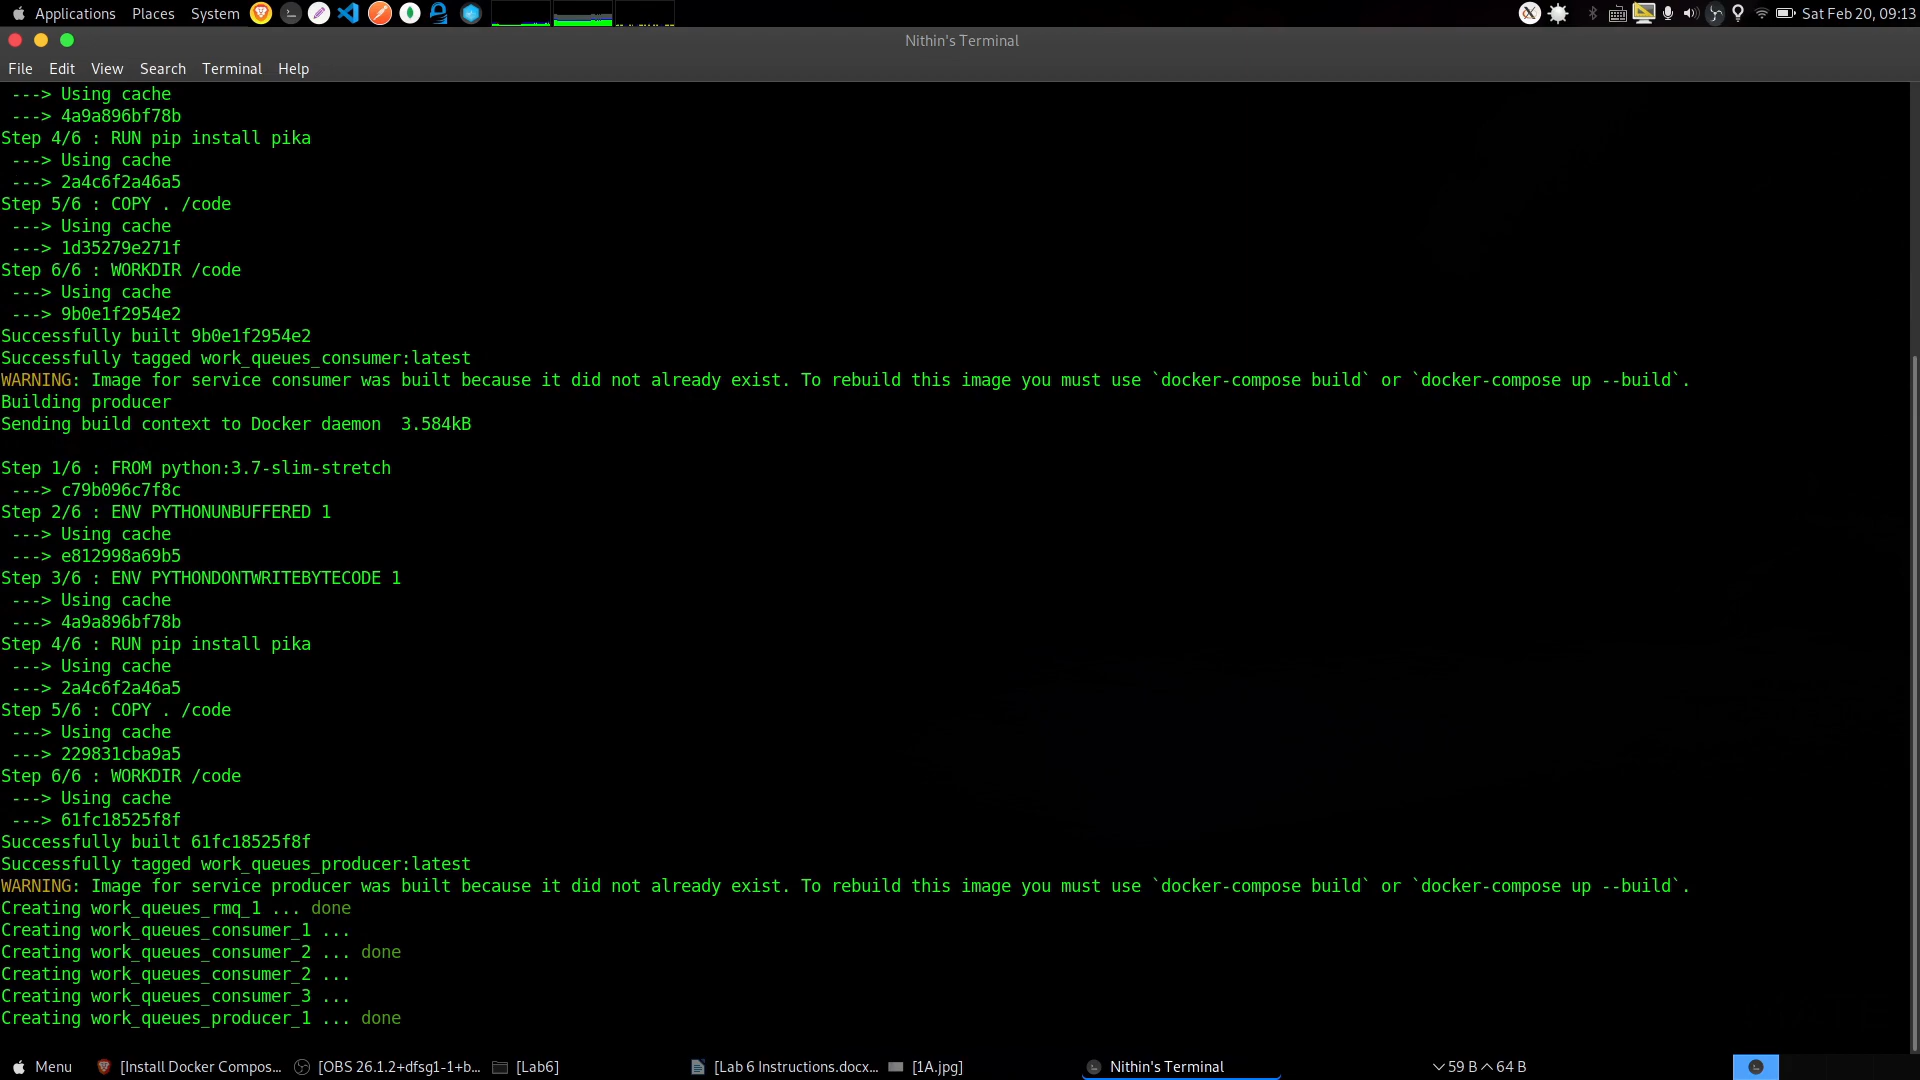 Applications Places System Sat Feb 20, 09:13
Nithin's Terminal
File Edit View Search Terminal Help
 ---> Using cache
 ---> 4a9a896bf78b
Step 4/6 : RUN pip install pika
 ---> Using cache
 ---> 2a4c6f2a46a5
Step 5/6 : COPY . /code
 ---> Using cache
 ---> 1d35279e271f
Step 6/6 : WORKDIR /code
 ---> Using cache
 ---> 9b0e1f2954e2
Successfully built 9b0e1f2954e2
Successfully tagged work_queues_consumer:latest
WARNING: Image for service consumer was built because it did not already exist. To rebuild this image you must use `docker-compose build` or `docker-compose up --build`.
Building producer
Sending build context to Docker daemon  3.584kB
Step 1/6 : FROM python:3.7-slim-stretch
 ---> c79b096c7f8c
Step 2/6 : ENV PYTHONUNBUFFERED 1
 ---> Using cache
 ---> e812998a69b5
Step 3/6 : ENV PYTHONDONTWRITEBYTECODE 1
 ---> Using cache
 ---> 4a9a896bf78b
Step 4/6 : RUN pip install pika
 ---> Using cache
 ---> 2a4c6f2a46a5
Step 5/6 : COPY . /code
 ---> Using cache
 ---> 229831cba9a5
Step 6/6 : WORKDIR /code
 ---> Using cache
 ---> 61fc18525f8f
Successfully built 61fc18525f8f
Successfully tagged work_queues_producer:latest
WARNING: Image for service producer was built because it did not already exist. To rebuild this image you must use `docker-compose build` or `docker-compose up --build`.
Creating work_queues_rmq_1 ... done
Creating work_queues_consumer_1 ...
Creating work_queues_consumer_2 ... done
Creating work_queues_consumer_2 ...
Creating work_queues_consumer_3 ...
Creating work_queues_producer_1 ... done
Menu [Install Docker Compos... [OBS 26.1.2+dfsg1-1+b... [Lab6] [Lab 6 Instructions.docx... [1A.jpg] Nithin's Terminal 59 B 64 B